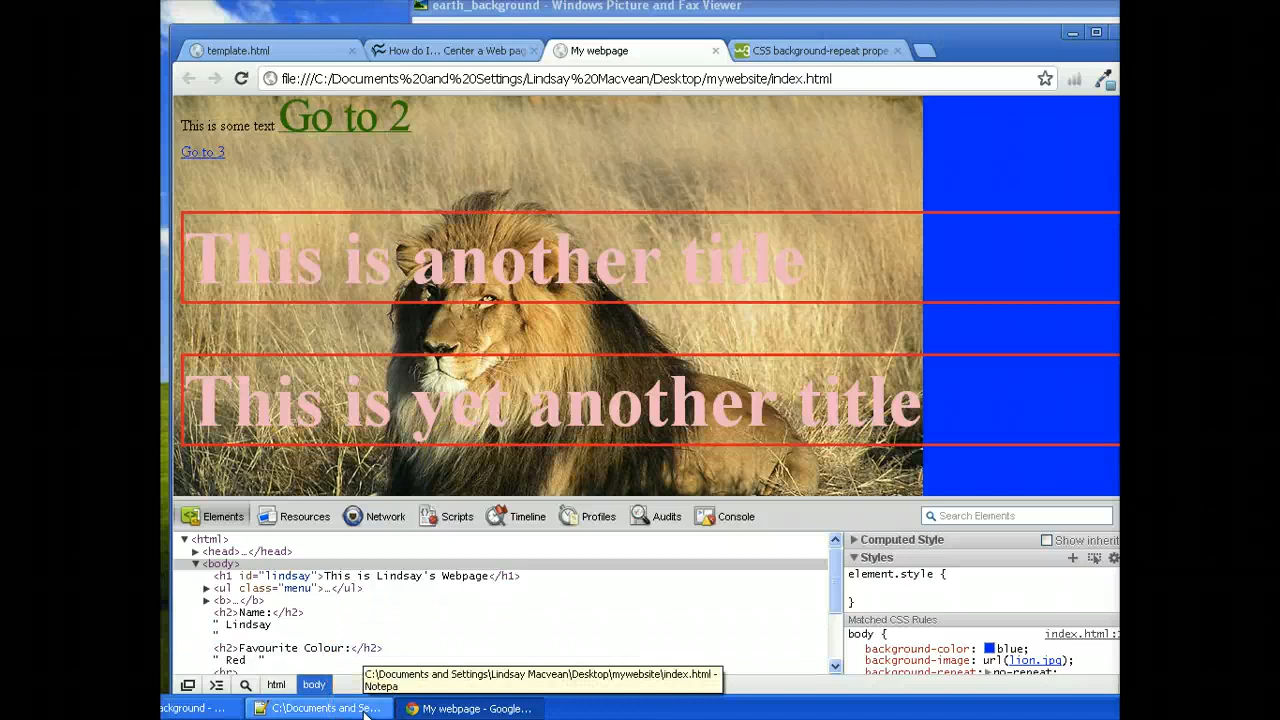 earth_background - Windows Picture and Fax Viewer
template.html
How do I... Center a Web pag
My webpage
CSS background-repeat prope
file:///C:/Documents%20and%20Settings/Lindsay%20Macvean/Desktop/mywebsite/index.html
This is some text Go to 2
Go to 3
This is another title
This is yet another title
Elements Resources Network Scripts Timeline Profiles Audits Console Search Elements
▼<html>
▶<head>…</head>
▼<body>
<h1 id="lindsay">This is Lindsay's Webpage</h1>
▶<ul class="menu">…</ul>
▶<b>…</b>
<h2>Name:</h2>
" Lindsay
"
<h2>Favourite Colour:</h2>
" Red "
<br>
▶ Computed Style Show inherit
▼ Styles
element.style {
}
Matched CSS Rules
body { index.html:
background-color: blue;
background-image: url(lion.jpg);
background-repeat: no-repeat;
C:\Documents and Settings\Lindsay Macvean\Desktop\mywebsite\index.html -
Notepa
html body
ackground - ...
C:\Documents and Se...
My webpage - Google...